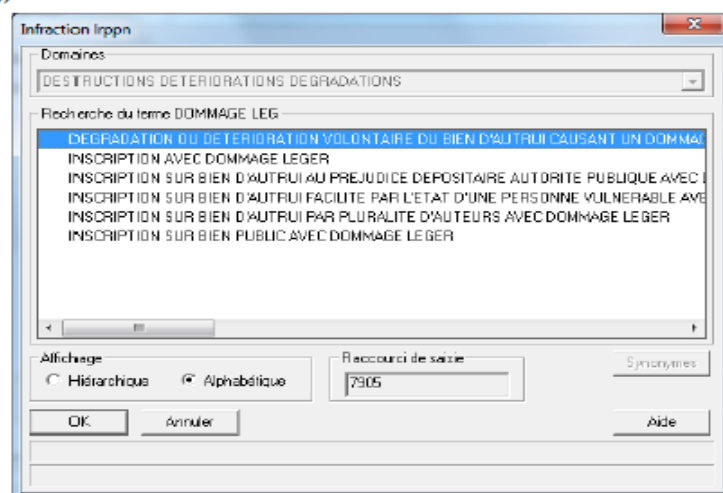 Infraction lrppn
Domaines
DESTRUCTIONS DETERIORATIONS DEGRADATIONS
Recherche du terme DOMMAGE LEG
DEGRADATION OU DETERIORATION VOLONTAIRE DU BIEN D'AUTRUI CAUSANT UN DOMMAG
INSCRIPTION AVEC DOMMAGE LEGER
INSCRIPTION SUR BIEN D'AUTRUI AU PREJUDICE DEPOSITAIRE AUTORITE PUBLIQUE AVEC
INSCRIPTION SUR BIEN D'AUTRUI FACILITE PAR L'ETAT D'UNE PERSONNE VULNERABLE AVE
INSCRIPTION SUR BIEN D'AUTRUI PAR PLURALITE D'AUTEURS AVEC DOMMAGE LEGER
INSCRIPTION SUR BIEN PUBLIC AVEC DOMMAGE LEGER
Affichage
Hiérarchique Alphabétique
Raccourci de saisie
7905
Synonymes
OK Annuler Aide